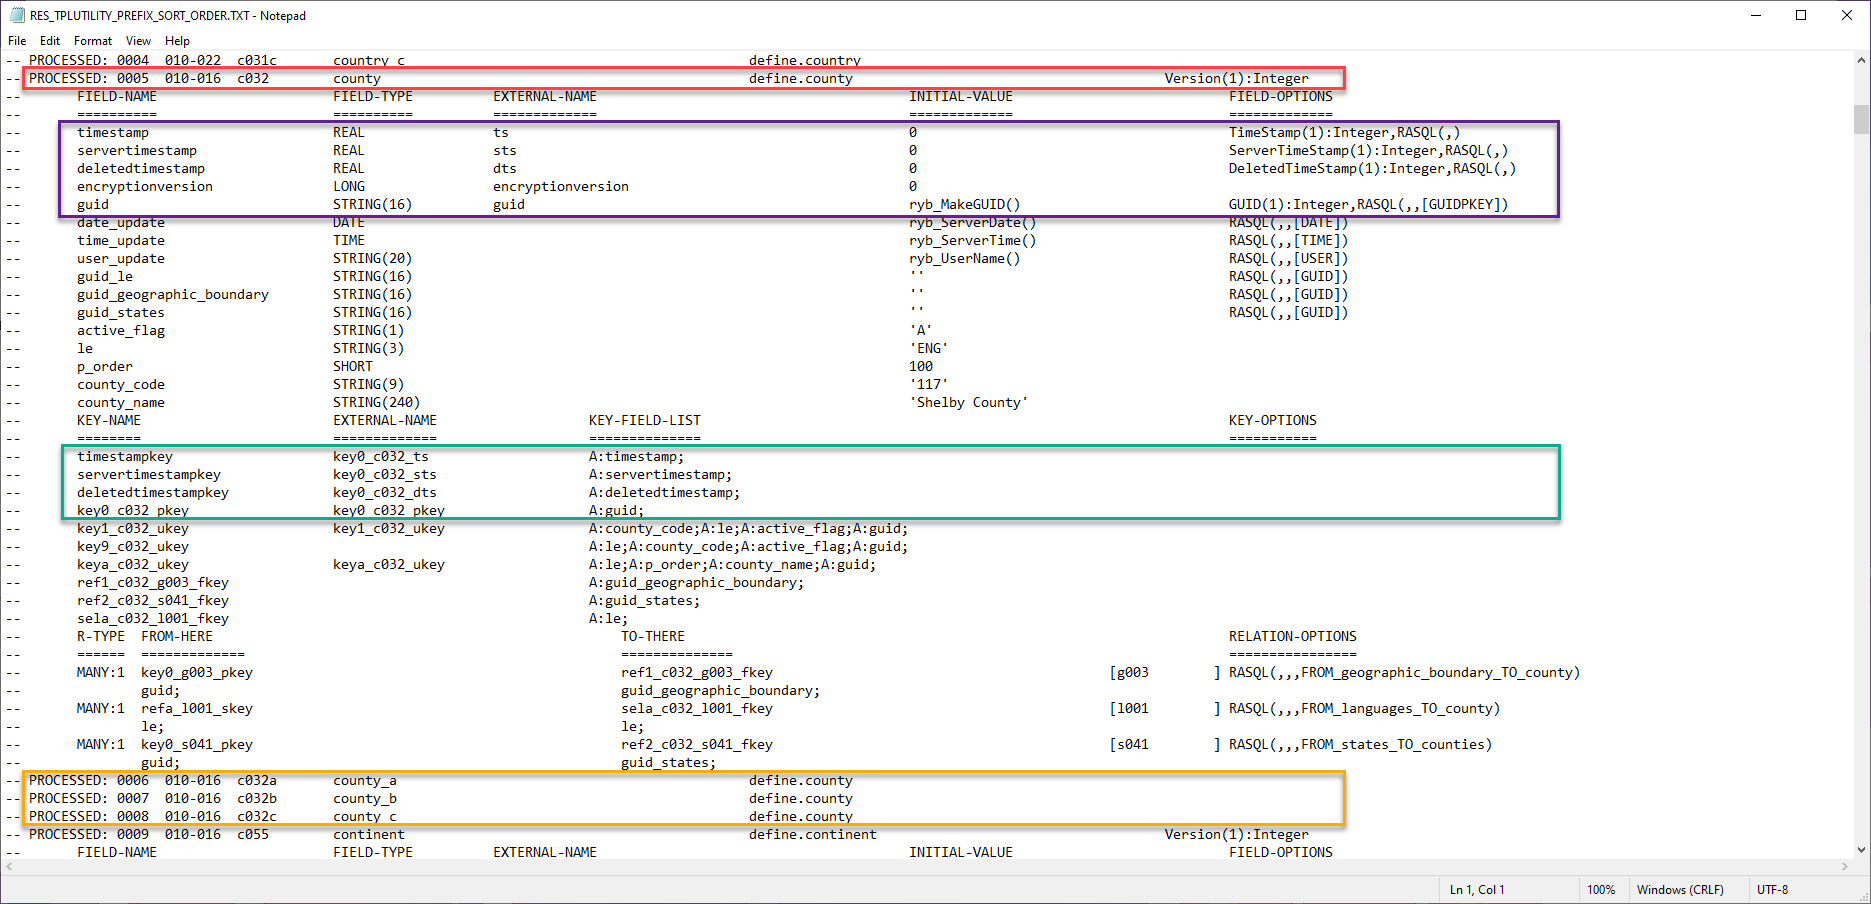 RES_TPLUTILITY_PREFIX_SORT_ORDER.TXT - Notepad
File Edit Format View Help
-- PROCESSED: 0004 010-022 c031c country_c define.country
-- PROCESSED: 0005 010-016 c032 county define.county Version(1):Integer
-- FIELD-NAME FIELD-TYPE EXTERNAL-NAME INITIAL-VALUE FIELD-OPTIONS
-- ========== ========== ============= ============= =============
-- timestamp REAL ts 0 TimeStamp(1):Integer,RASQL(,)
-- servertimestamp REAL sts 0 ServerTimeStamp(1):Integer,RASQL(,)
-- deletedtimestamp REAL dts 0 DeletedTimeStamp(1):Integer,RASQL(,)
-- encryptionversion LONG encryptionversion 0
-- guid STRING(16) guid ryb_MakeGUID() GUID(1):Integer,RASQL(,,[GUIDPKEY])
-- date_update DATE ryb_ServerDate() RASQL(,,[DATE])
-- time_update TIME ryb_ServerTime() RASQL(,,[TIME])
-- user_update STRING(20) ryb_UserName() RASQL(,,[USER])
-- guid_le STRING(16) '' RASQL(,,[GUID])
-- guid_geographic_boundary STRING(16) '' RASQL(,,[GUID])
-- guid_states STRING(16) '' RASQL(,,[GUID])
-- active_flag STRING(1) 'A'
-- le STRING(3) 'ENG'
-- p_order SHORT 100
-- county_code STRING(9) '117'
-- county_name STRING(240) 'Shelby County'
-- KEY-NAME EXTERNAL-NAME KEY-FIELD-LIST KEY-OPTIONS
-- ======== ============= ============== ===========
-- timestampkey key0_c032_ts A:timestamp;
-- servertimestampkey key0_c032_sts A:servertimestamp;
-- deletedtimestampkey key0_c032_dts A:deletedtimestamp;
-- key0_c032_pkey key0_c032_pkey A:guid;
-- key1_c032_ukey key1_c032_ukey A:county_code;A:le;A:active_flag;A:guid;
-- key9_c032_ukey A:le;A:county_code;A:active_flag;A:guid;
-- keya_c032_ukey keya_c032_ukey A:le;A:p_order;A:county_name;A:guid;
-- ref1_c032_g003_fkey A:guid_geographic_boundary;
-- ref2_c032_s041_fkey A:guid_states;
-- sela_c032_l001_fkey A:le;
-- R-TYPE FROM-HERE TO-THERE RELATION-OPTIONS
-- ====== ============= ============== ================
-- MANY:1 key0_g003_pkey ref1_c032_g003_fkey [g003 ] RASQL(,,,FROM_geographic_boundary_TO_county)
-- guid; guid_geographic_boundary;
-- MANY:1 refa_l001_skey sela_c032_l001_fkey [l001 ] RASQL(,,,FROM_languages_TO_county)
-- le; le;
-- MANY:1 key0_s041_pkey ref2_c032_s041_fkey [s041 ] RASQL(,,,FROM_states_TO_counties)
-- guid; guid_states;
-- PROCESSED: 0006 010-016 c032a county_a define.county
-- PROCESSED: 0007 010-016 c032b county_b define.county
-- PROCESSED: 0008 010-016 c032c county_c define.county
-- PROCESSED: 0009 010-016 c055 continent define.continent Version(1):Integer
-- FIELD-NAME FIELD-TYPE EXTERNAL-NAME INITIAL-VALUE FIELD-OPTIONS
Ln 1, Col 1 100% Windows (CRLF) UTF-8